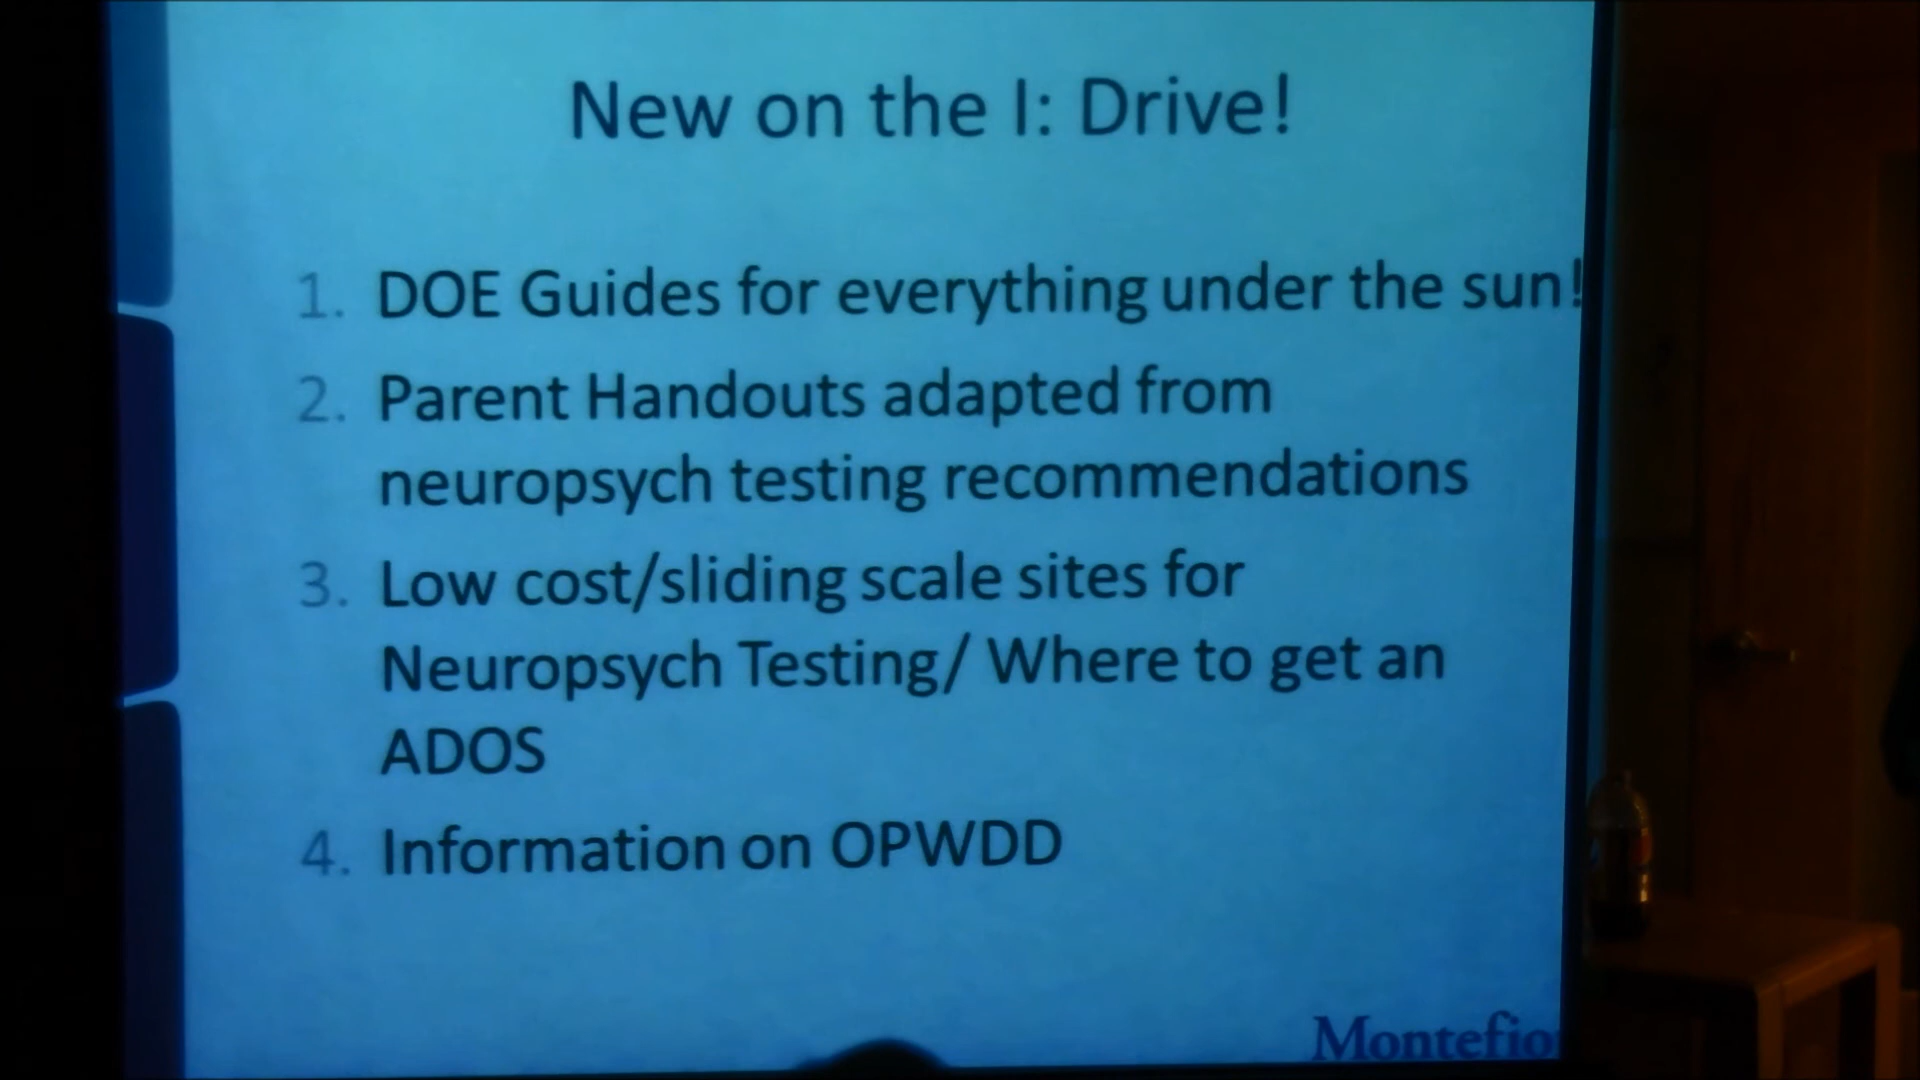 New on the I: Drive!
1. DOE Guides for everything under the sun!
2. Parent Handouts adapted from
neuropsych testing recommendations
3. Low cost/sliding scale sites for
Neuropsych Testing/ Where to get an
ADOS
4. Information on OPWDD
Montefio